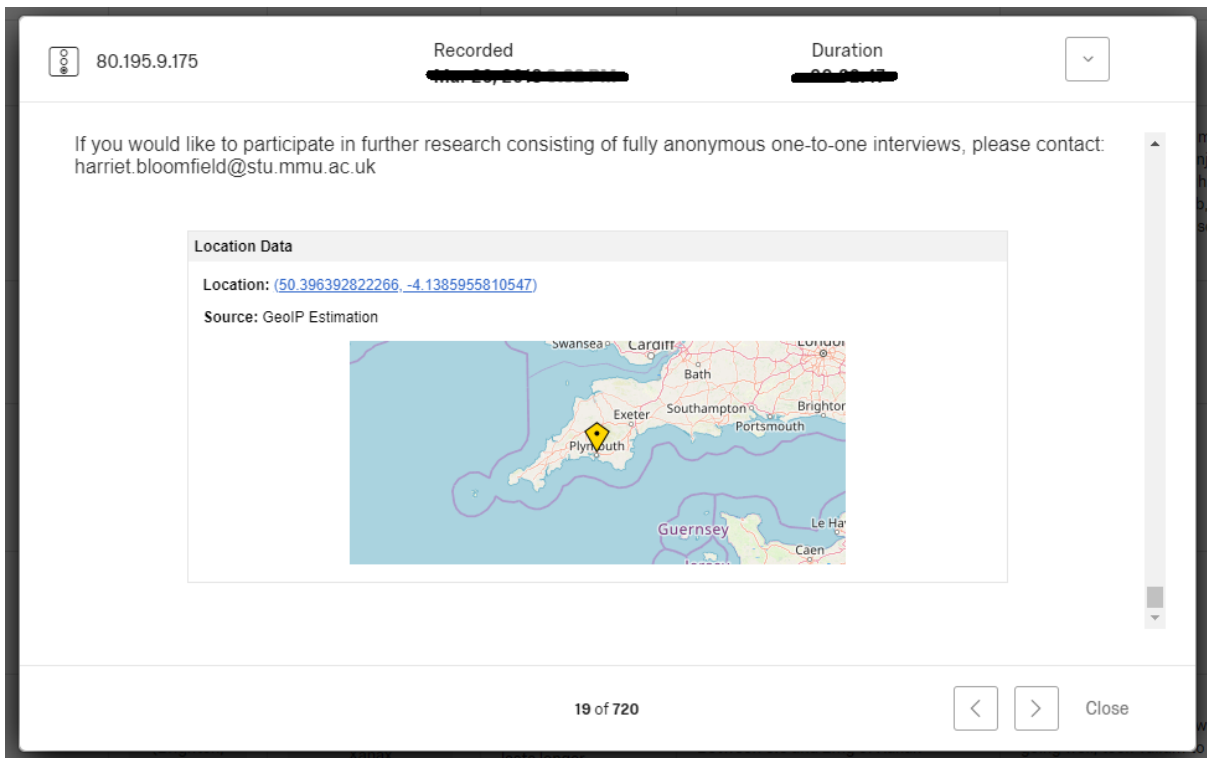 80.195.9.175
Recorded
Duration
If you would like to participate in further research consisting of fully anonymous one-to-one interviews, please contact:
harriet.bloomfield@stu.mmu.ac.uk
Location Data
Location: (50.396392822266, -4.1385955810547)
Source: GeoIP Estimation
Swansea Cardiff London
Bath
Exeter Southampton Brighton
Portsmouth
Plymouth
Guernsey Le Ha
Caen
19 of 720
Close